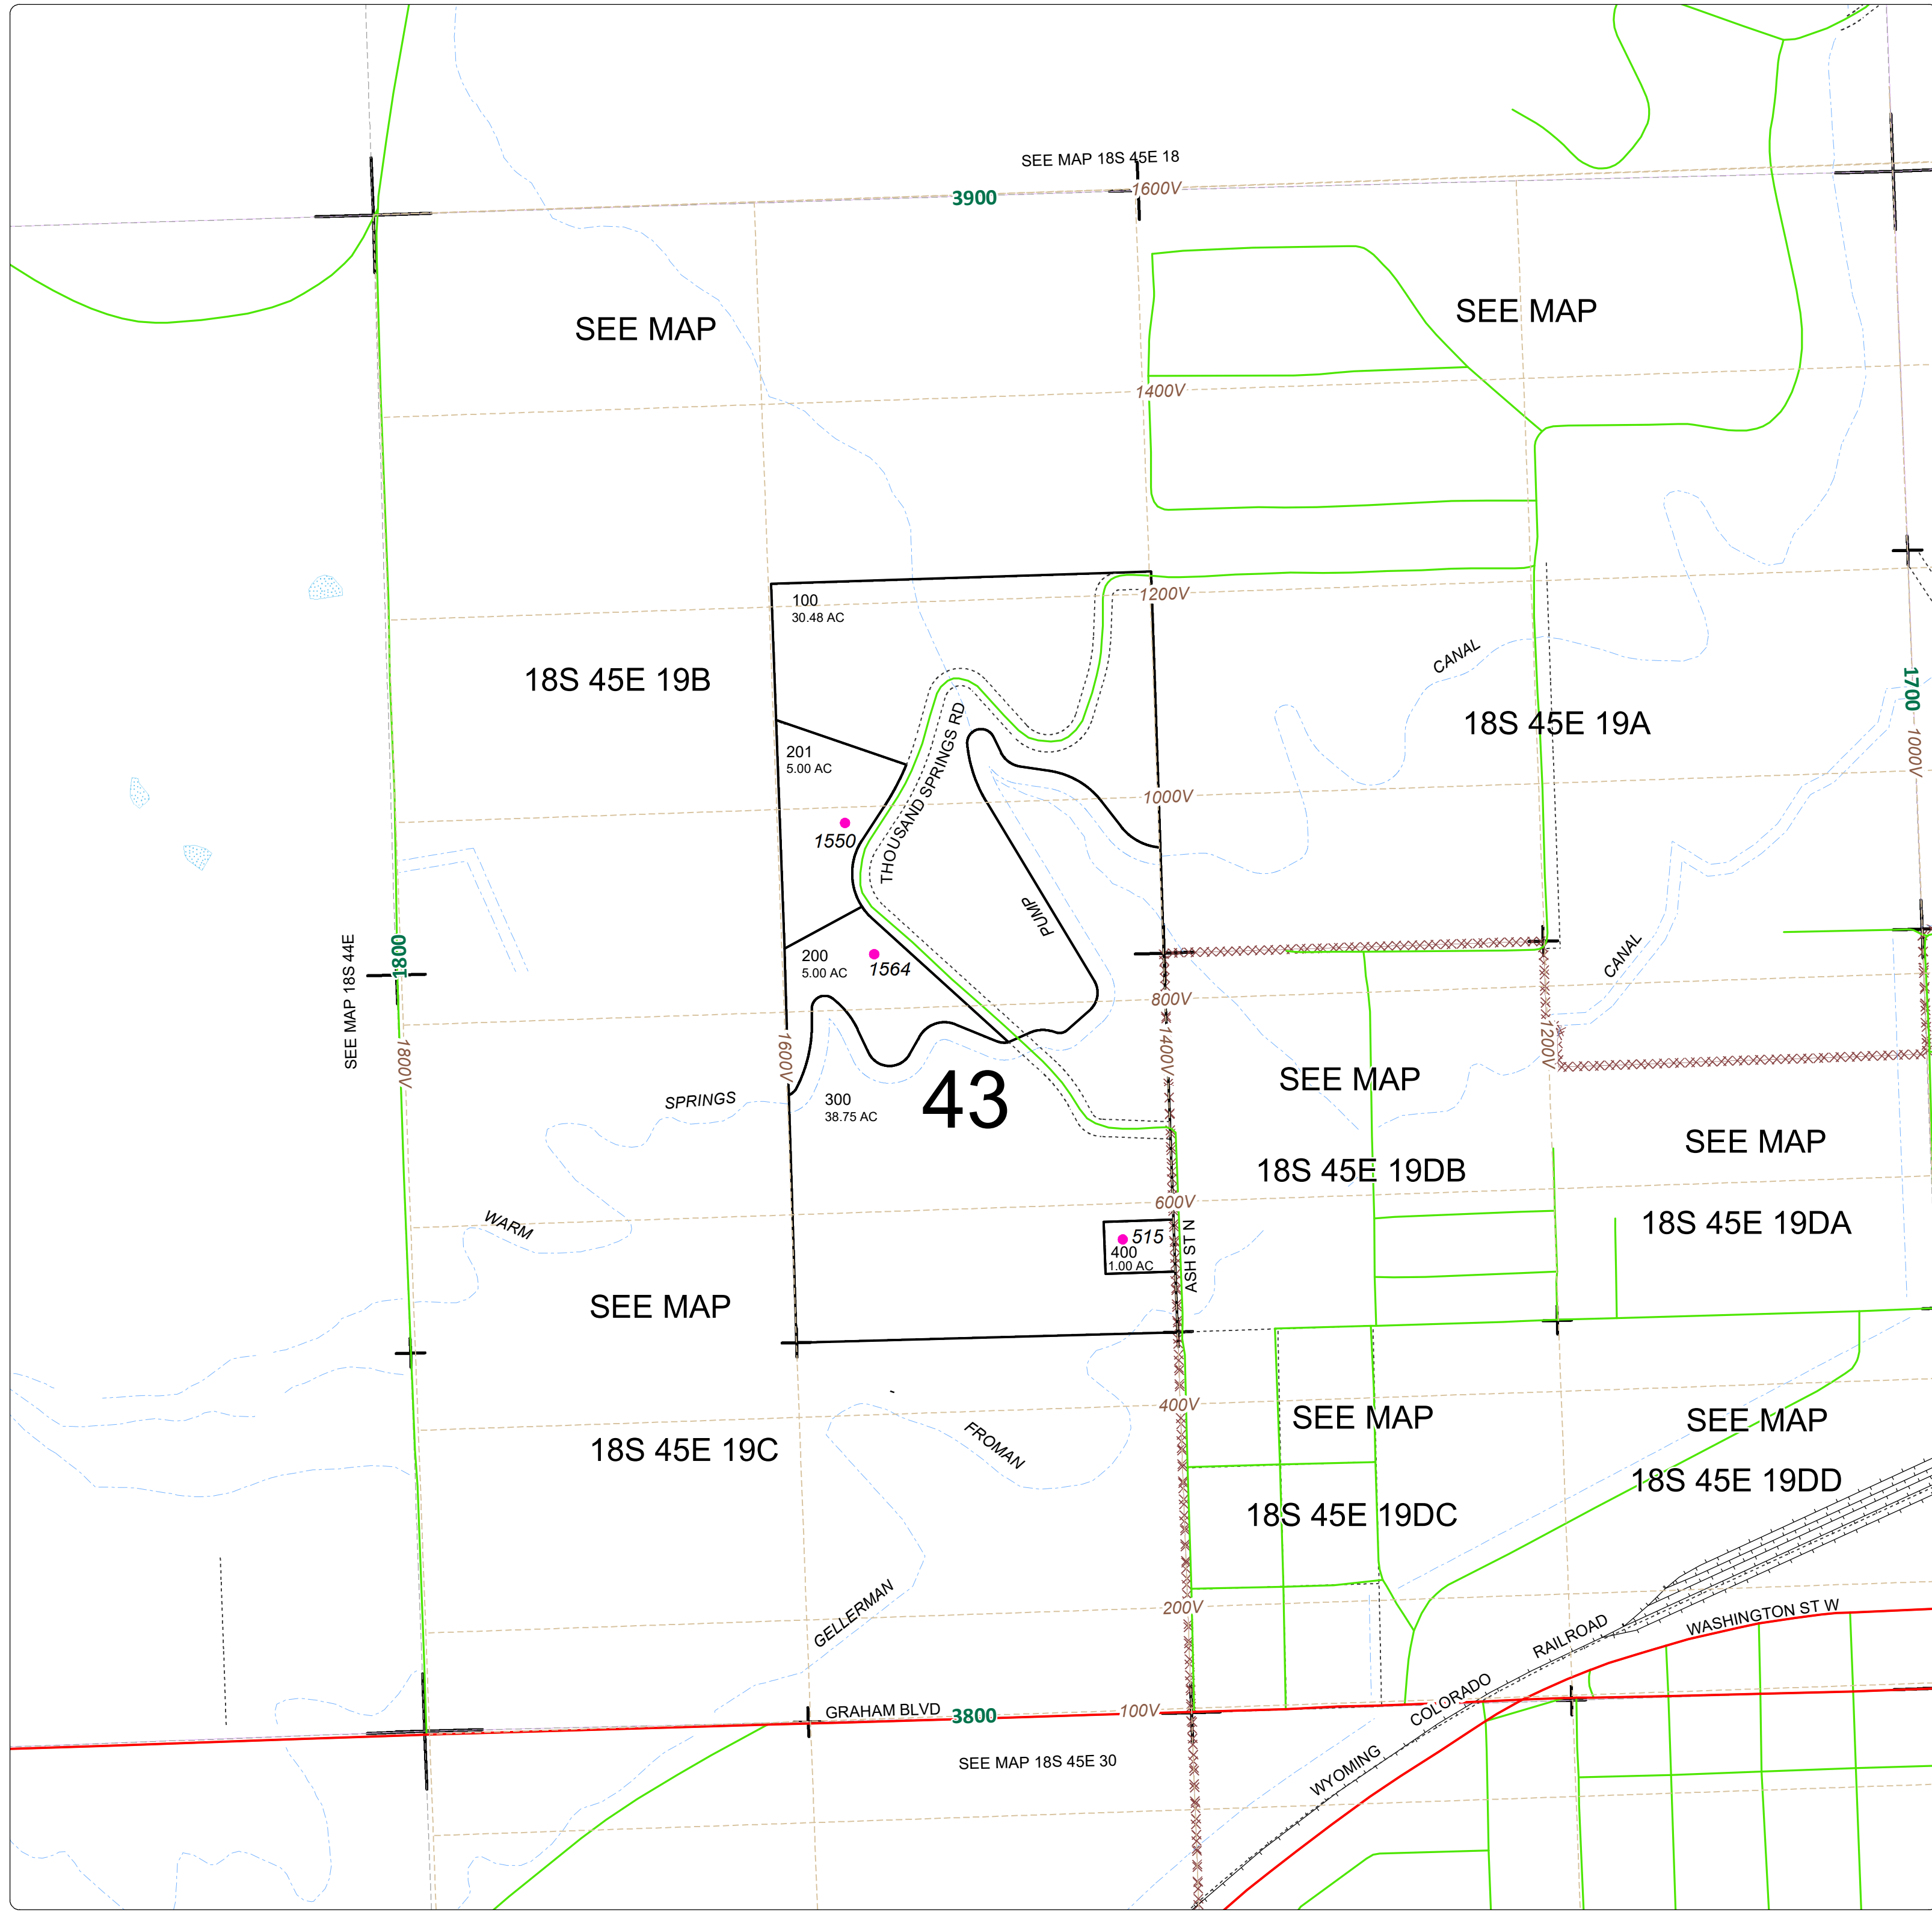 SEE MAP 18S 45E 18
3900
1600V
SEE MAP
SEE MAP
1400V
1200V
100
30.48 AC
18S 45E 19B
CANAL
1700
18S 45E 19A
THOUSAND SPRINGS RD
201
5.00 AC
1000V
1000V
1550
PUMP
200
5.00 AC
1564
CANAL
SEE MAP 18S 44E
1800
800V
1800V
1600V
1400V
1200V
SPRINGS
300
38.75 AC
43
SEE MAP
18S 45E 19DB
SEE MAP
18S 45E 19DA
WARM
600V
515
400
1.00 AC
ASH ST N
SEE MAP
18S 45E 19C
400V
FROMAN
SEE MAP
18S 45E 19DC
SEE MAP
18S 45E 19DD
GELLERMAN
200V
RAILROAD
WASHINGTON ST W
COLORADO
WYOMING
GRAHAM BLVD
3800
100V
SEE MAP 18S 45E 30